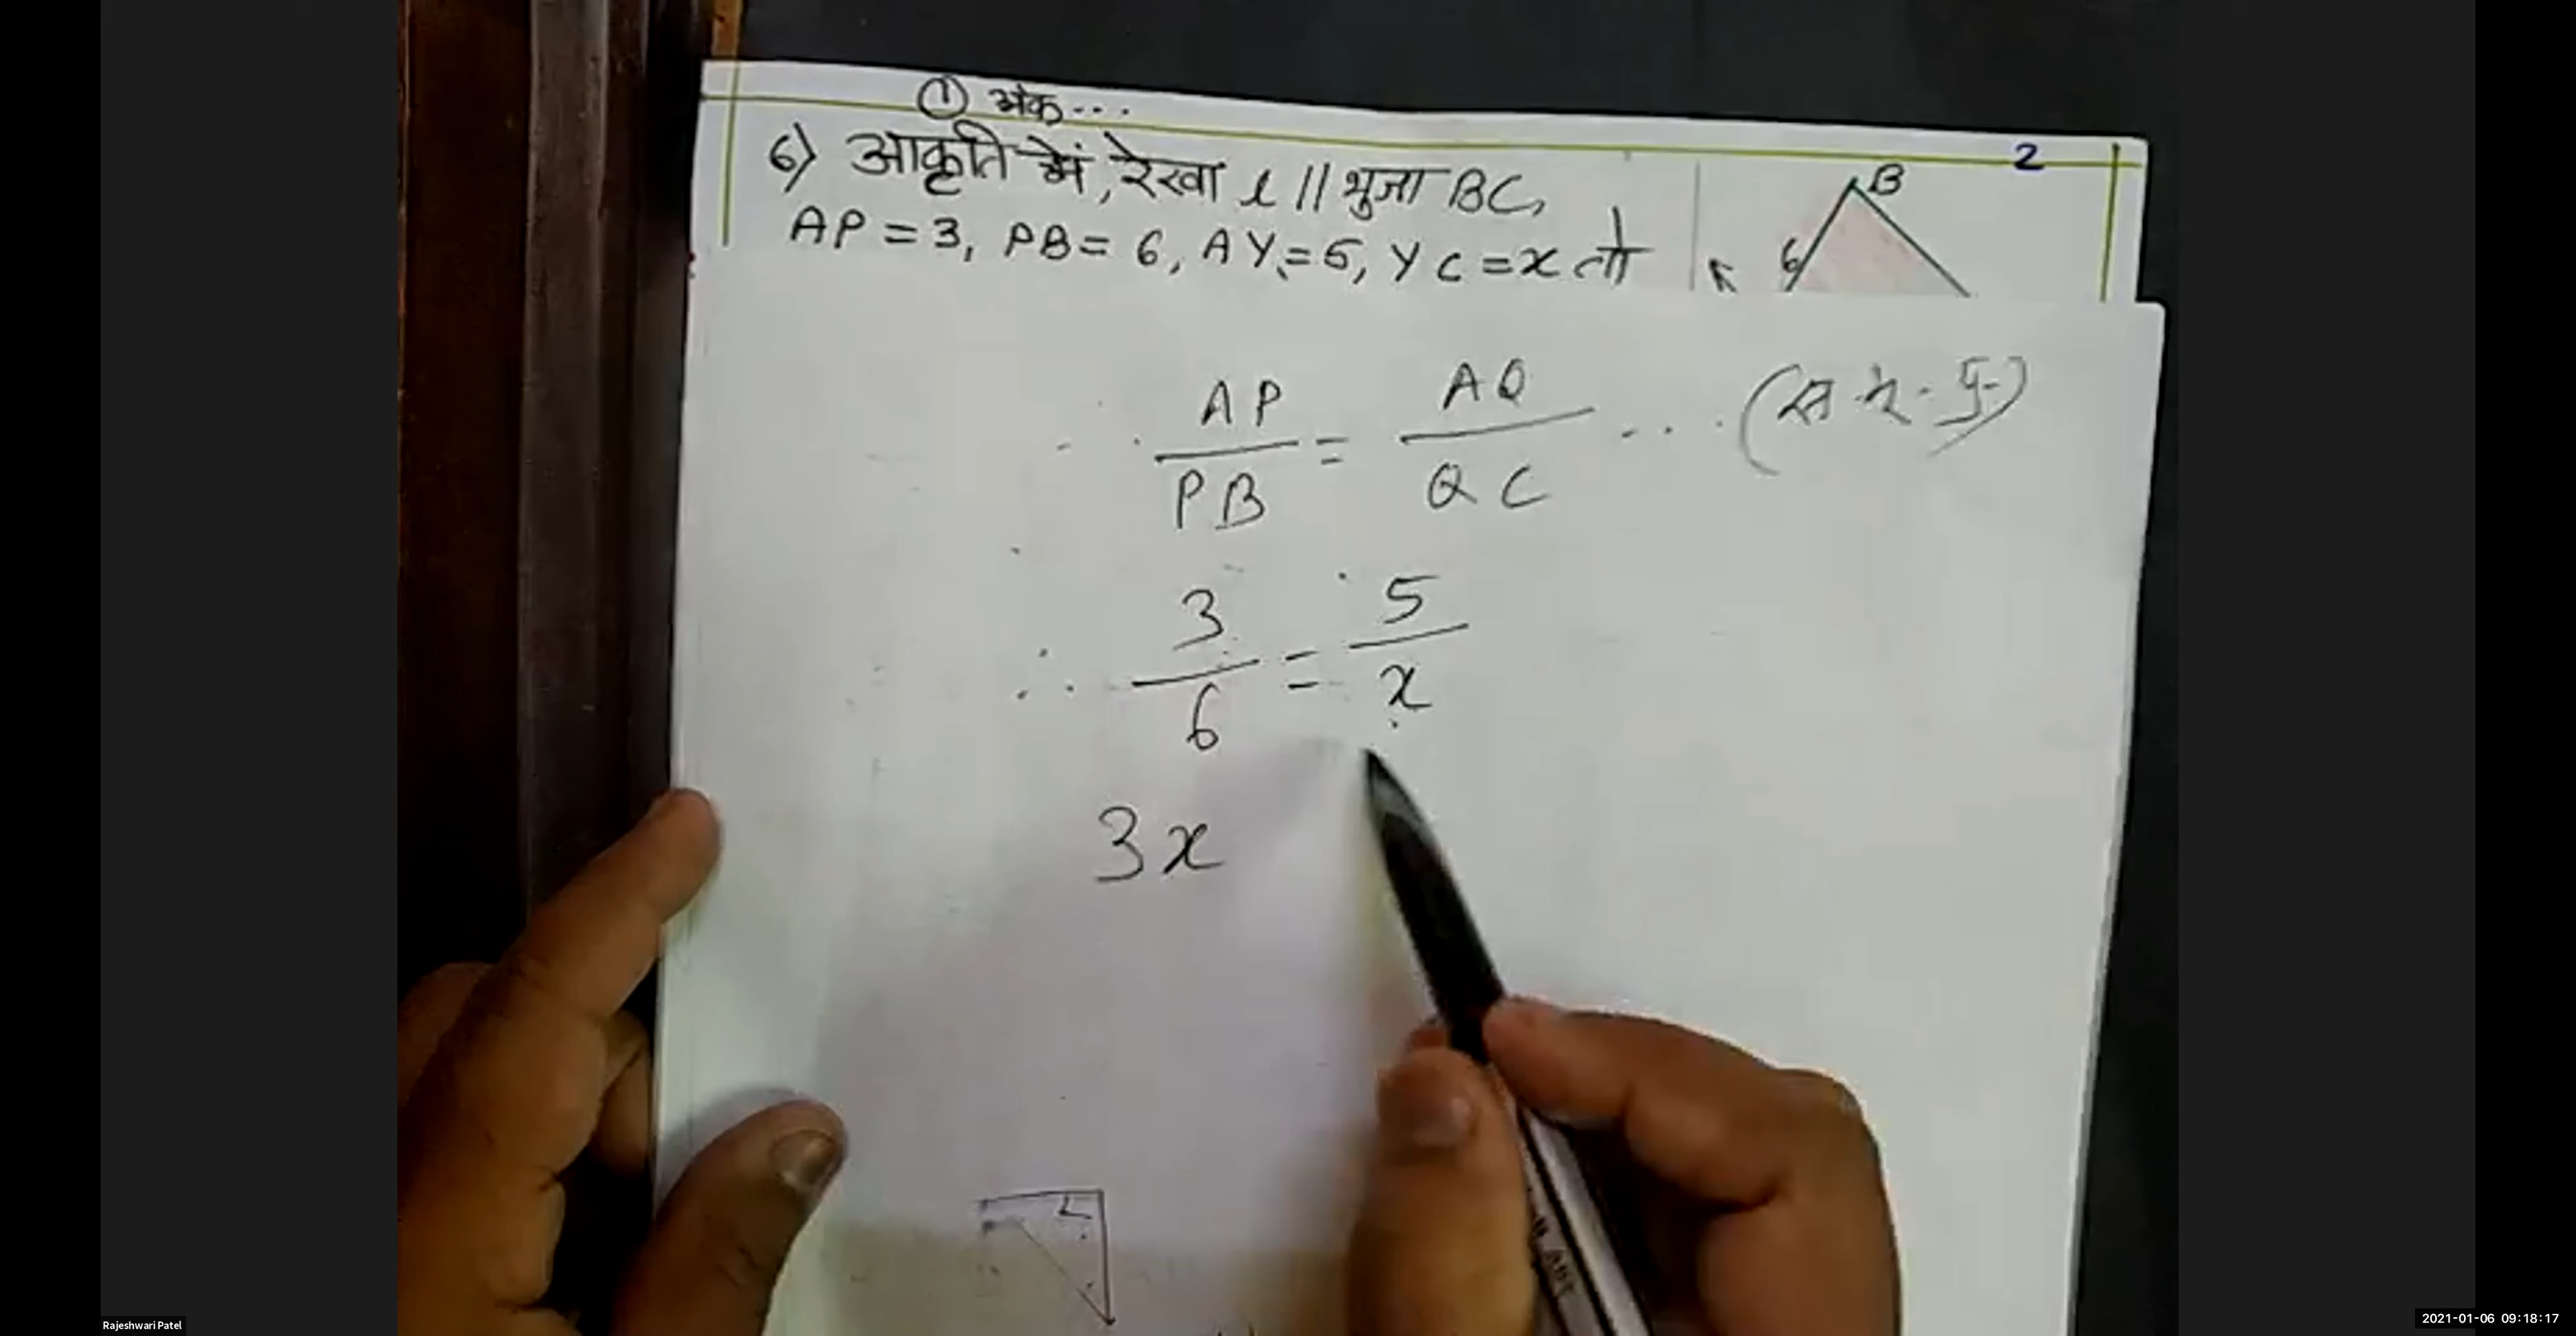 ① अंक...
2
6) आकृति में, रेखा l || भुजा BC,
AP = 3, PB = 6, AY = 5, YC = x तो
B
6
∴ AP/PB = AQ/QC ... (स.प्र.प्र)
∴ 3/6 = 5/x
3x
Rajeshwari Patel
2021-01-06 09:18:17